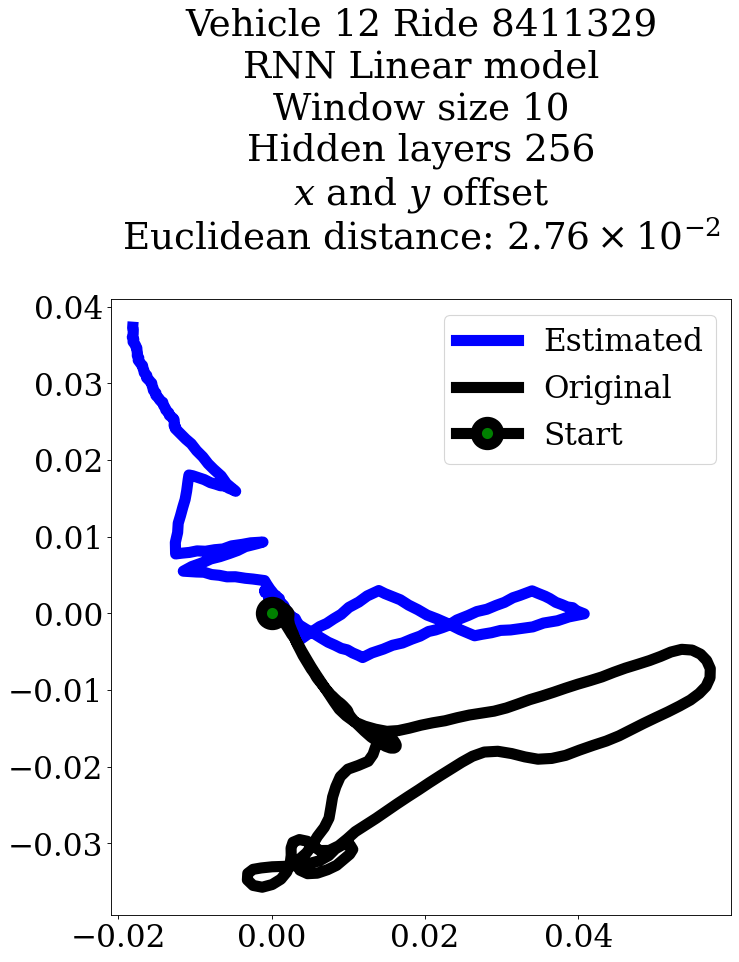 Vehicle 12 Ride 8411329
RNN Linear model
Window size 10
Hidden layers 256
x and y offset
Euclidean distance: 2.76 × 10⁻²
Estimated
Original
Start
0.04
0.03
0.02
0.01
0.00
−0.01
−0.02
−0.03
−0.02 0.00 0.02 0.04